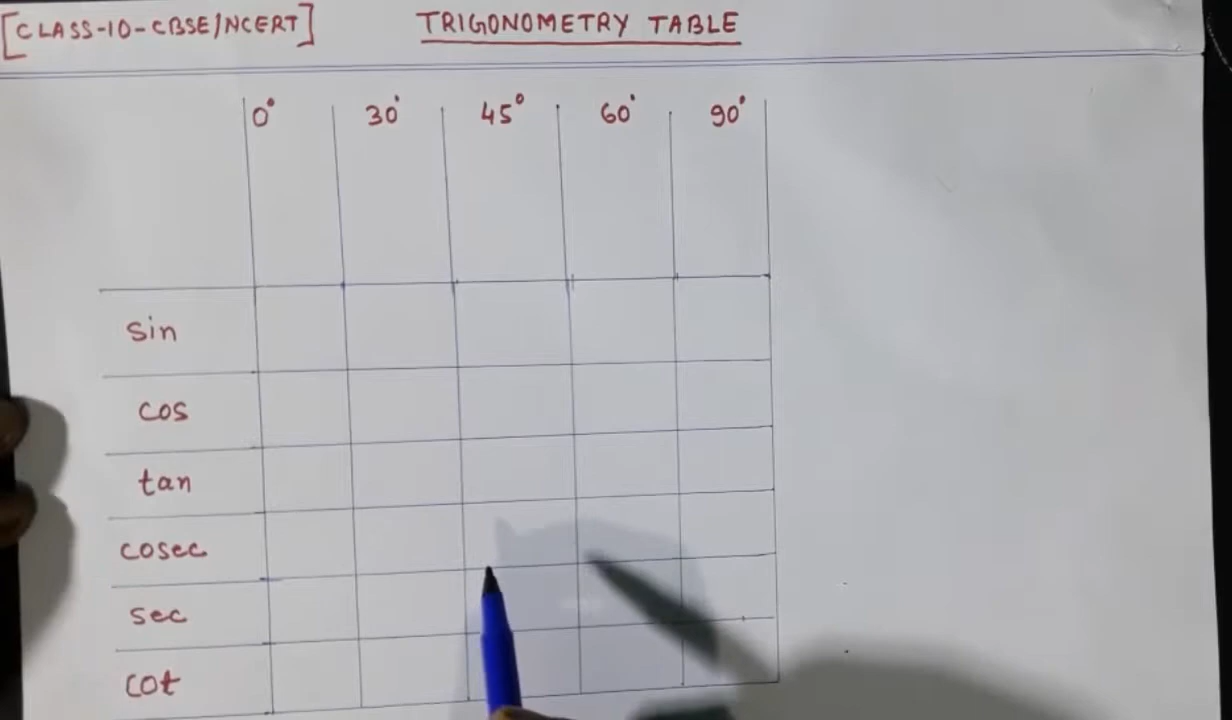 [CLASS-10-CBSE/NCERT] TRIGONOMETRY TABLE
0° 30° 45° 60° 90°
sin
cos
tan
cosec
sec
cot